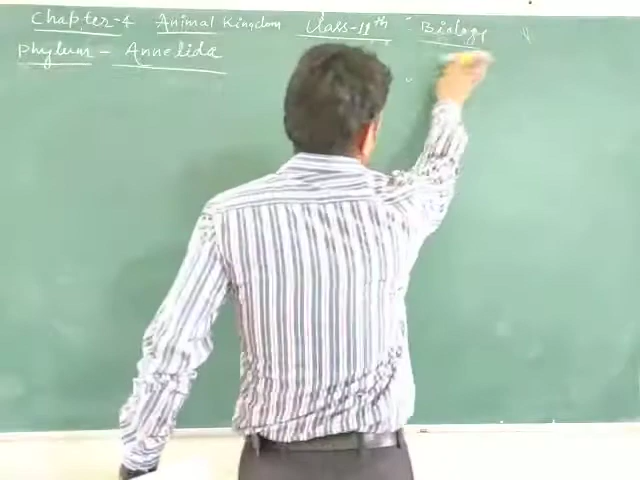 Chapter-4 Animal Kingdom Class-11th Biology
Phylum - Annelida